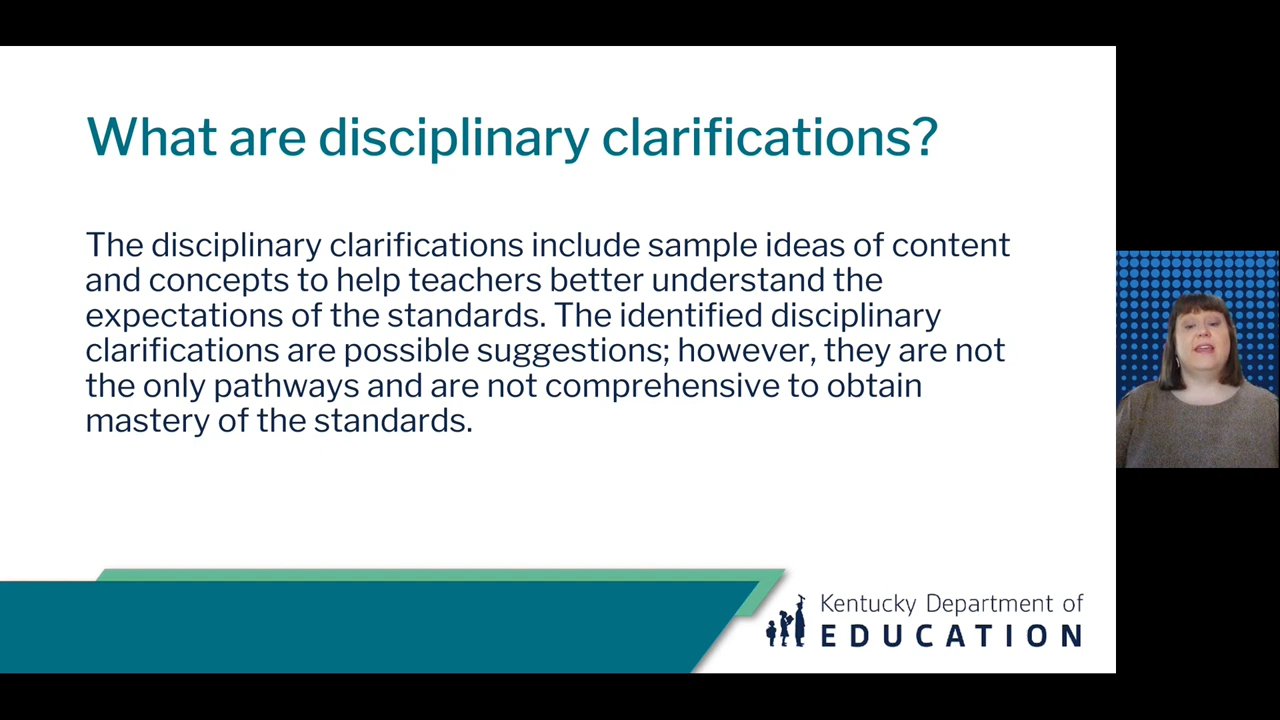 What are disciplinary clarifications?
The disciplinary clarifications include sample ideas of content
and concepts to help teachers better understand the
expectations of the standards. The identified disciplinary
clarifications are possible suggestions; however, they are not
the only pathways and are not comprehensive to obtain
mastery of the standards.
Kentucky Department of
EDUCATION